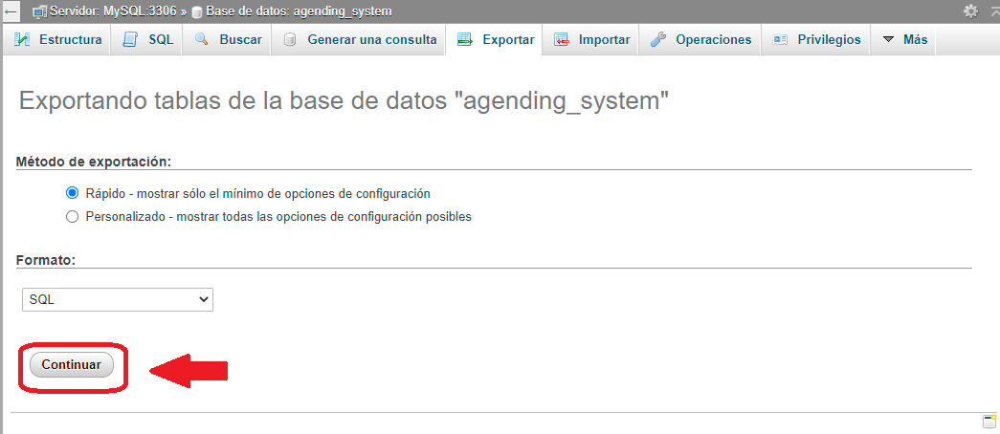 Servidor: MySQL:3306 » Base de datos: agending_system
Estructura SQL Buscar Generar una consulta Exportar Importar Operaciones Privilegios Más
Exportando tablas de la base de datos "agending_system"
Método de exportación:
Rápido - mostrar sólo el mínimo de opciones de configuración
Personalizado - mostrar todas las opciones de configuración posibles
Formato:
SQL
Continuar